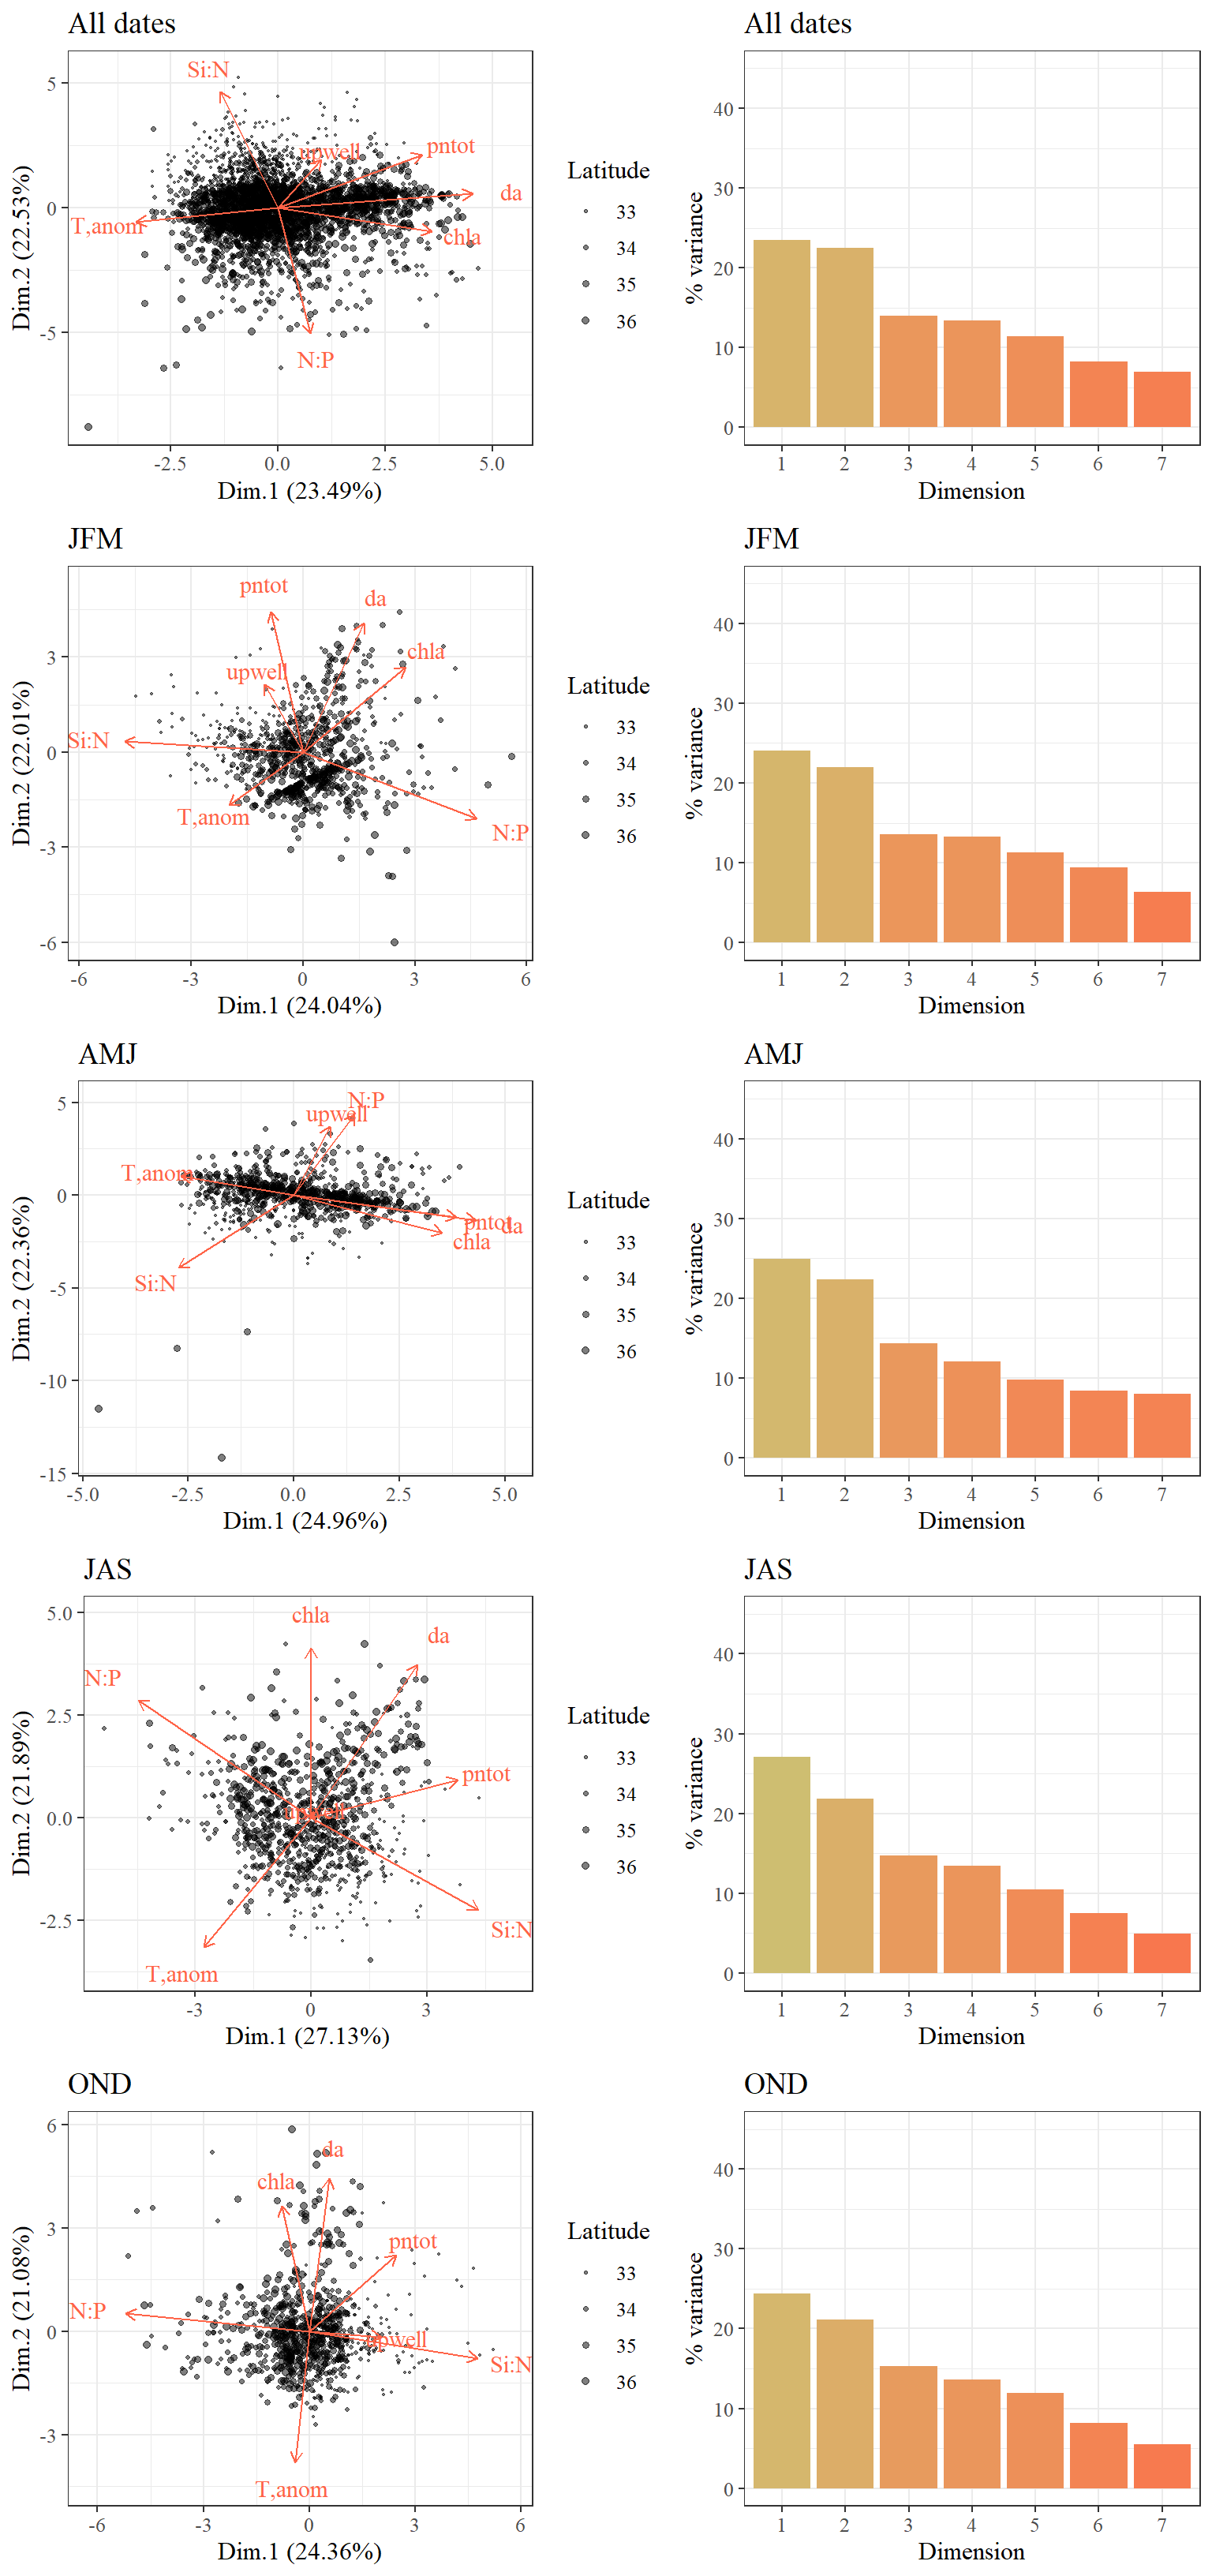 All dates
5
0
-5
Dim.2 (22.53%)
Si:N
upwell
pntot
da
T,anom
chla
N:P
-2.5
0.0
2.5
5.0
Dim.1 (23.49%)
Latitude
33
34
35
36
All dates
40
30
20
10
0
% variance
1
2
3
4
5
6
7
Dimension
JFM
3
0
-3
-6
Dim.2 (22.01%)
pntot
da
chla
upwell
Si:N
T,anom
N:P
-6
-3
0
3
6
Dim.1 (24.04%)
Latitude
33
34
35
36
JFM
40
30
20
10
0
% variance
1
2
3
4
5
6
7
Dimension
AMJ
5
0
-5
-10
-15
Dim.2 (22.36%)
N:P
upwell
T,anom
pntot
da
chla
Si:N
-5.0
-2.5
0.0
2.5
5.0
Dim.1 (24.96%)
Latitude
33
34
35
36
AMJ
40
30
20
10
0
% variance
1
2
3
4
5
6
7
Dimension
JAS
5.0
2.5
0.0
-2.5
Dim.2 (21.89%)
chla
da
N:P
pntot
upwell
Si:N
T,anom
-3
0
3
Dim.1 (27.13%)
Latitude
33
34
35
36
JAS
40
30
20
10
0
% variance
1
2
3
4
5
6
7
Dimension
OND
6
3
0
-3
Dim.2 (21.08%)
da
chla
pntot
N:P
upwell
Si:N
T,anom
-6
-3
0
3
6
Dim.1 (24.36%)
Latitude
33
34
35
36
OND
40
30
20
10
0
% variance
1
2
3
4
5
6
7
Dimension